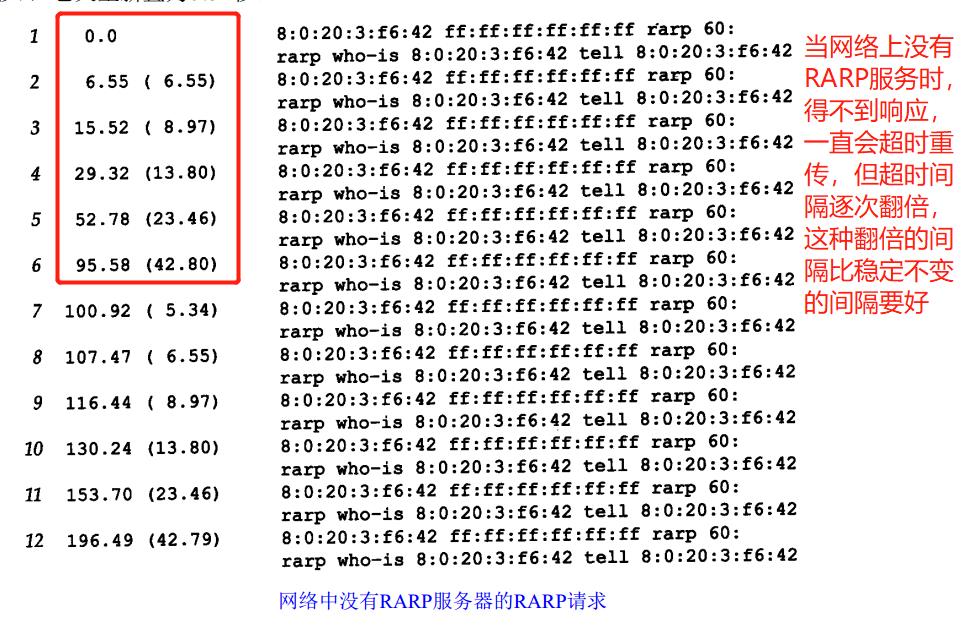 1 0.0 8:0:20:3:f6:42 ff:ff:ff:ff:ff:ff rarp 60:
rarp who-is 8:0:20:3:f6:42 tell 8:0:20:3:f6:42
2 6.55 ( 6.55) 8:0:20:3:f6:42 ff:ff:ff:ff:ff:ff rarp 60:
rarp who-is 8:0:20:3:f6:42 tell 8:0:20:3:f6:42
3 15.52 ( 8.97) 8:0:20:3:f6:42 ff:ff:ff:ff:ff:ff rarp 60:
rarp who-is 8:0:20:3:f6:42 tell 8:0:20:3:f6:42
4 29.32 (13.80) 8:0:20:3:f6:42 ff:ff:ff:ff:ff:ff rarp 60:
rarp who-is 8:0:20:3:f6:42 tell 8:0:20:3:f6:42
5 52.78 (23.46) 8:0:20:3:f6:42 ff:ff:ff:ff:ff:ff rarp 60:
rarp who-is 8:0:20:3:f6:42 tell 8:0:20:3:f6:42
6 95.58 (42.80) 8:0:20:3:f6:42 ff:ff:ff:ff:ff:ff rarp 60:
rarp who-is 8:0:20:3:f6:42 tell 8:0:20:3:f6:42
7 100.92 ( 5.34) 8:0:20:3:f6:42 ff:ff:ff:ff:ff:ff rarp 60:
rarp who-is 8:0:20:3:f6:42 tell 8:0:20:3:f6:42
8 107.47 ( 6.55) 8:0:20:3:f6:42 ff:ff:ff:ff:ff:ff rarp 60:
rarp who-is 8:0:20:3:f6:42 tell 8:0:20:3:f6:42
9 116.44 ( 8.97) 8:0:20:3:f6:42 ff:ff:ff:ff:ff:ff rarp 60:
rarp who-is 8:0:20:3:f6:42 tell 8:0:20:3:f6:42
10 130.24 (13.80) 8:0:20:3:f6:42 ff:ff:ff:ff:ff:ff rarp 60:
rarp who-is 8:0:20:3:f6:42 tell 8:0:20:3:f6:42
11 153.70 (23.46) 8:0:20:3:f6:42 ff:ff:ff:ff:ff:ff rarp 60:
rarp who-is 8:0:20:3:f6:42 tell 8:0:20:3:f6:42
12 196.49 (42.79) 8:0:20:3:f6:42 ff:ff:ff:ff:ff:ff rarp 60:
rarp who-is 8:0:20:3:f6:42 tell 8:0:20:3:f6:42
当网络上没有
RARP服务时,
得不到响应,
一直会超时重
传，但超时间
隔逐次翻倍，
这种翻倍的间
隔比稳定不变
的间隔要好
网络中没有RARP服务器的RARP请求